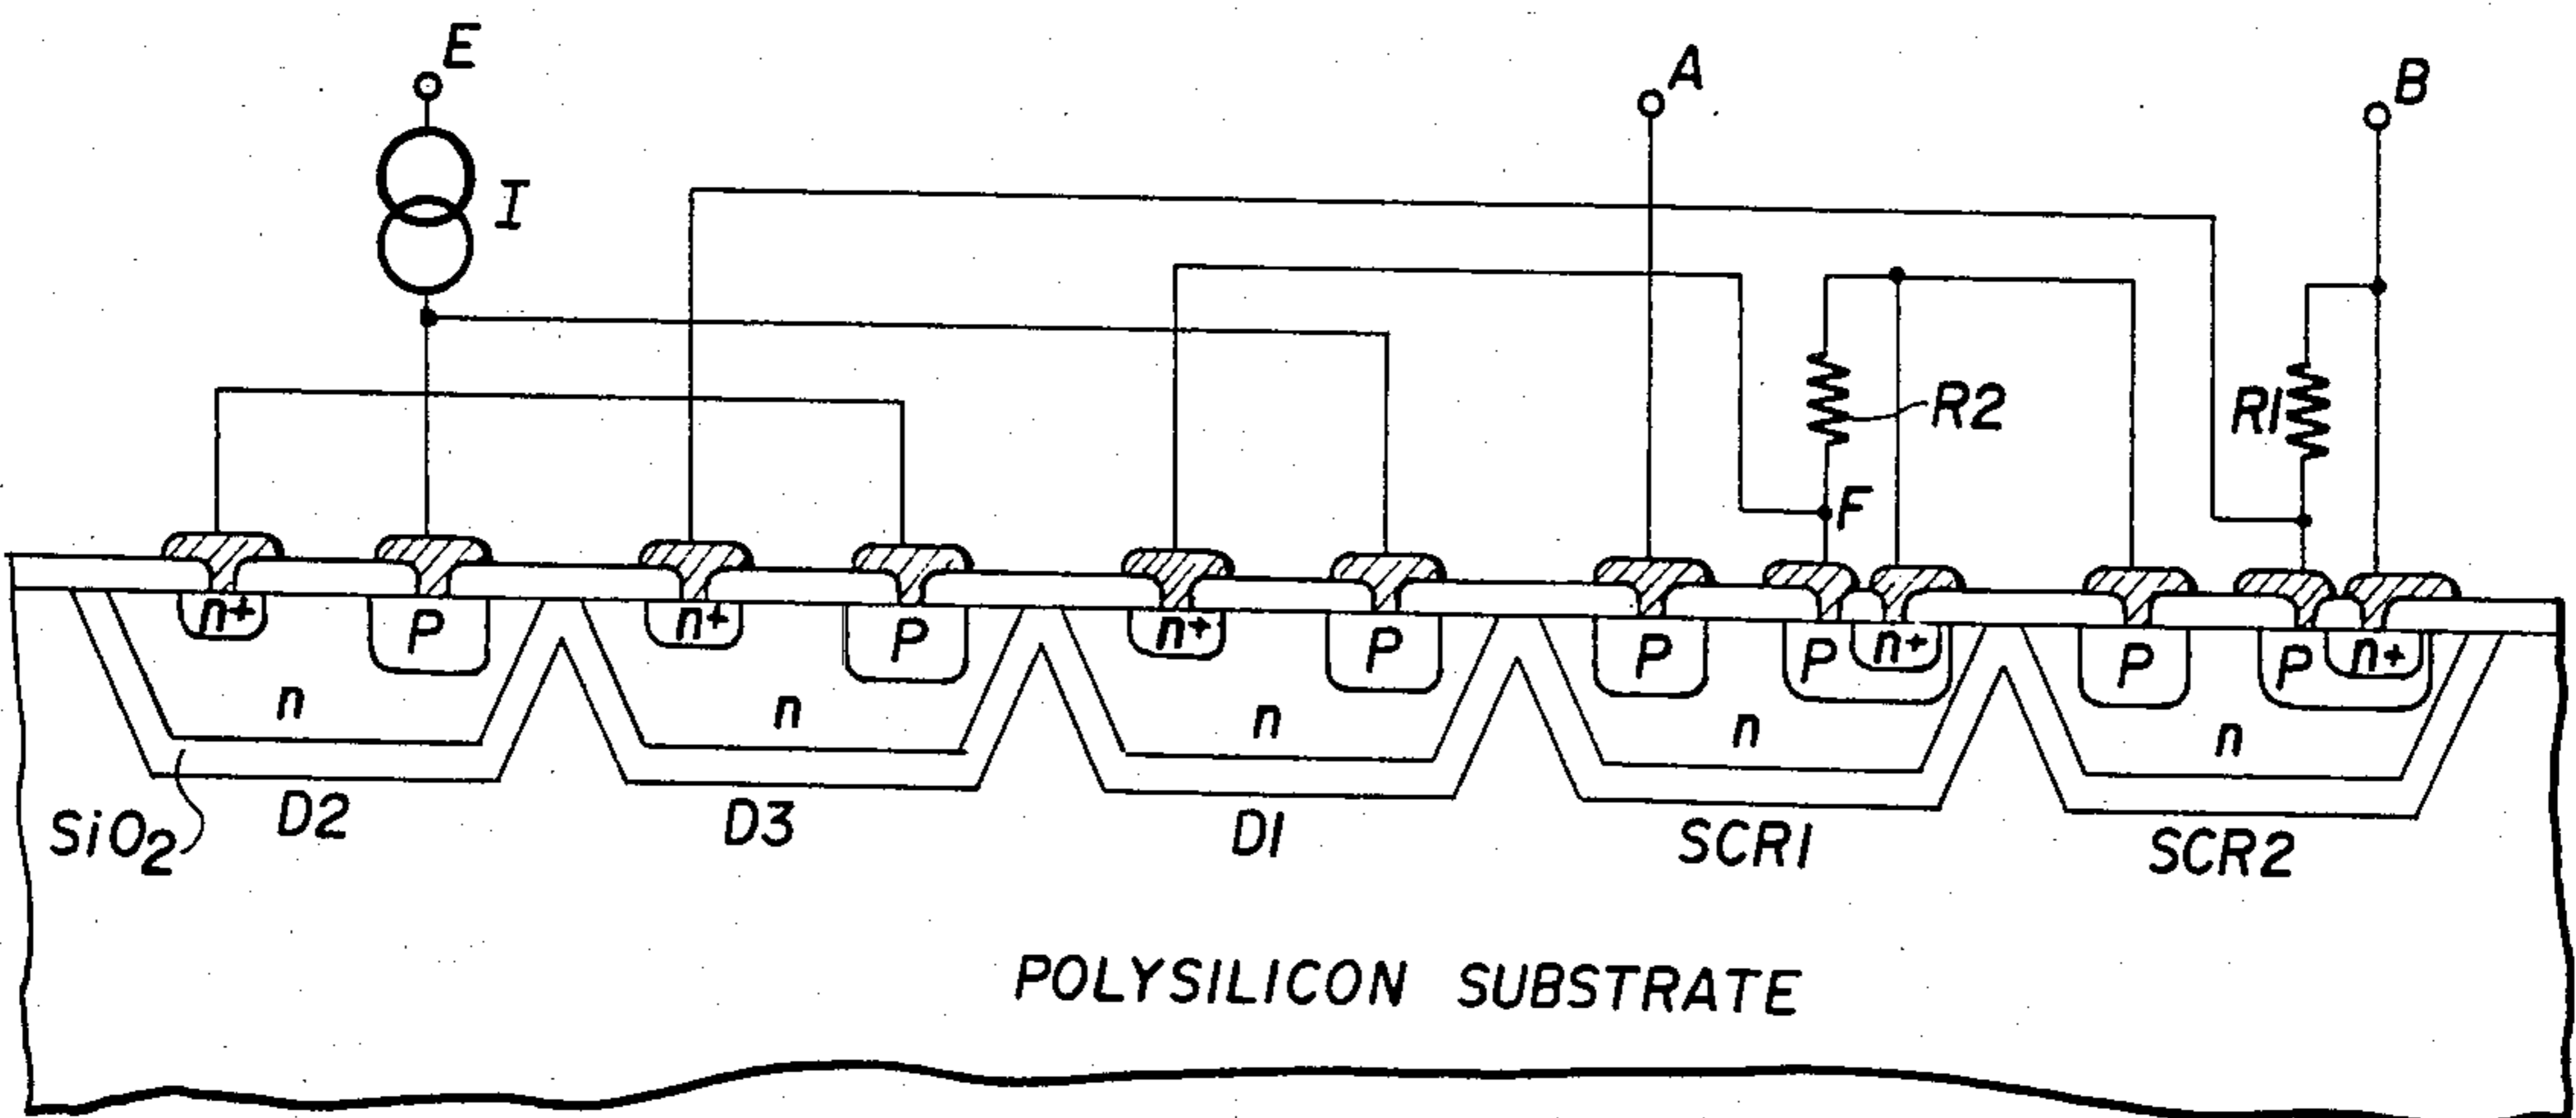 E
A
B
I
R2
R1
F
n+
P
n+
P
n+
P
P
P
n+
P
P
n+
n
n
n
n
n
SiO2
D2
D3
D1
SCR1
SCR2
POLYSILICON SUBSTRATE